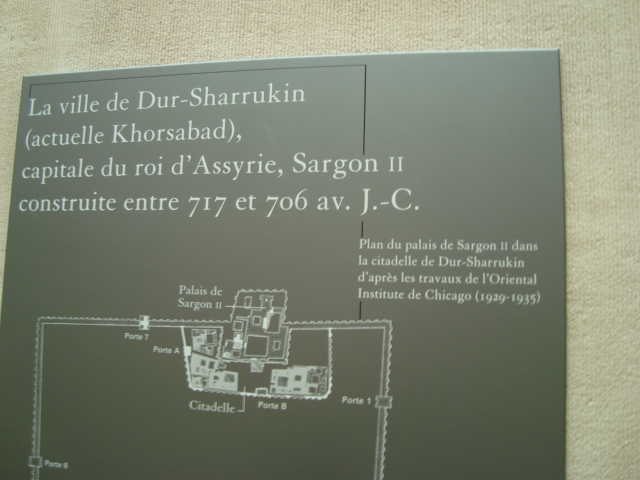 La ville de Dur-Sharrukin
(actuelle Khorsabad),
capitale du roi d'Assyrie, Sargon II
construite entre 717 et 706 av. J.-C.
Plan du palais de Sargon II dans
la citadelle de Dur-Sharrukin
d'après les travaux de l'Oriental
Institute de Chicago (1929-1935)
Palais de
Sargon II
Porte 7
Porte A
Citadelle
Porte B
Porte 1
Porte 6